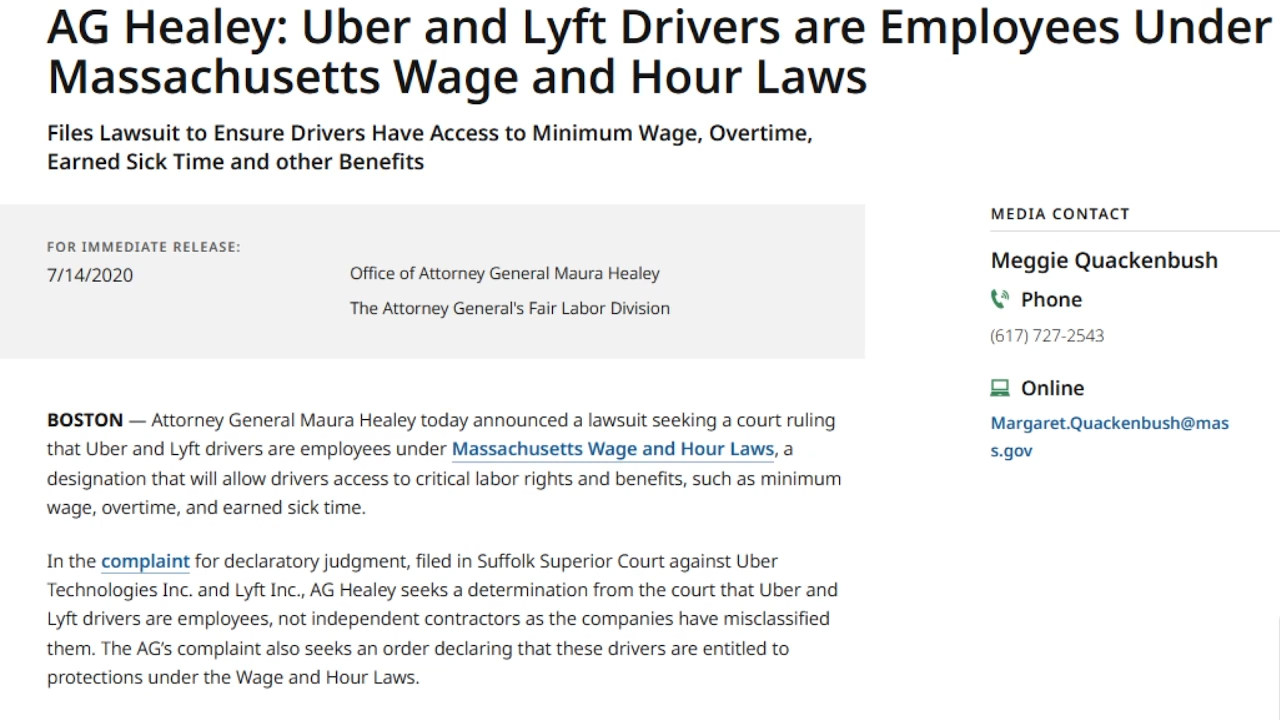 AG Healey: Uber and Lyft Drivers are Employees Under
Massachusetts Wage and Hour Laws
Files Lawsuit to Ensure Drivers Have Access to Minimum Wage, Overtime,
Earned Sick Time and other Benefits
FOR IMMEDIATE RELEASE:
7/14/2020
Office of Attorney General Maura Healey
The Attorney General's Fair Labor Division
BOSTON — Attorney General Maura Healey today announced a lawsuit seeking a court ruling
that Uber and Lyft drivers are employees under Massachusetts Wage and Hour Laws, a
designation that will allow drivers access to critical labor rights and benefits, such as minimum
wage, overtime, and earned sick time.
In the complaint for declaratory judgment, filed in Suffolk Superior Court against Uber
Technologies Inc. and Lyft Inc., AG Healey seeks a determination from the court that Uber and
Lyft drivers are employees, not independent contractors as the companies have misclassified
them. The AG’s complaint also seeks an order declaring that these drivers are entitled to
protections under the Wage and Hour Laws.
MEDIA CONTACT
Meggie Quackenbush
Phone
(617) 727-2543
Online
Margaret.Quackenbush@mas
s.gov